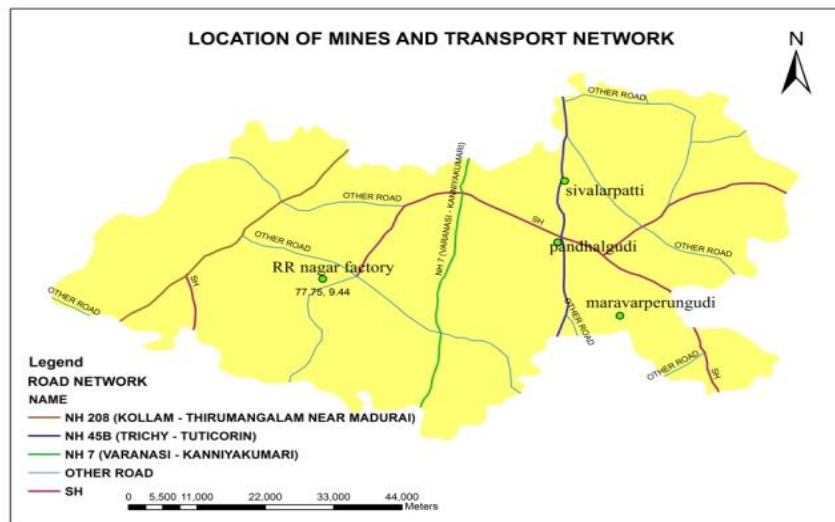 LOCATION OF MINES AND TRANSPORT NETWORK
N
OTHER ROAD
NH 7 (VARANASI - KANNIYAKUMARI)
sivalarpatti
OTHER ROAD
SH
pandhalgudi
OTHER ROAD
OTHER ROAD
RR nagar factory
77.75, 9.44
SH
OTHER ROAD
maravarperungudi
OTHER ROAD
OTHER ROAD
SH
Legend
ROAD NETWORK
NAME
NH 208 (KOLLAM - THIRUMANGALAM NEAR MADURAI)
NH 45B (TRICHY - TUTICORIN)
NH 7 (VARANASI - KANNIYAKUMARI)
OTHER ROAD
SH
0 5,500 11,000 22,000 33,000 44,000
Meters